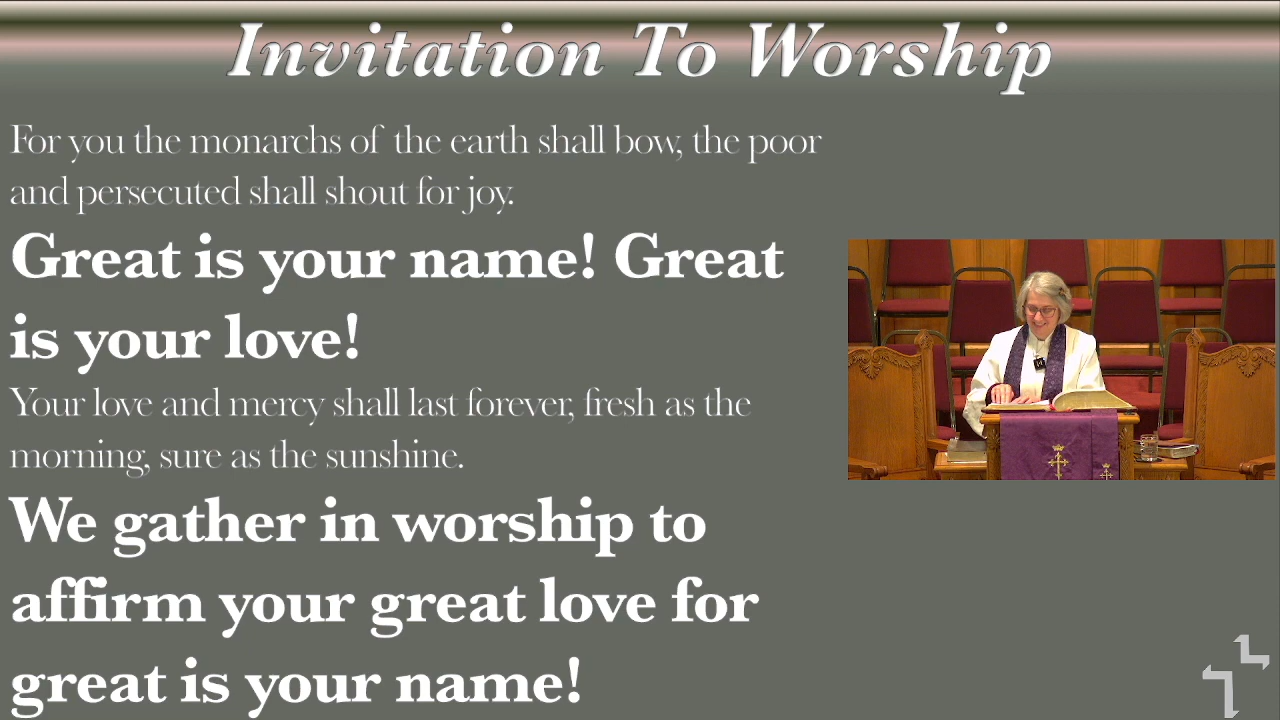 Invitation To Worship
For you the monarchs of the earth shall bow, the poor
and persecuted shall shout for joy.
Great is your name! Great
is your love!
Your love and mercy shall last forever, fresh as the
morning, sure as the sunshine.
We gather in worship to
affirm your great love for
great is your name!